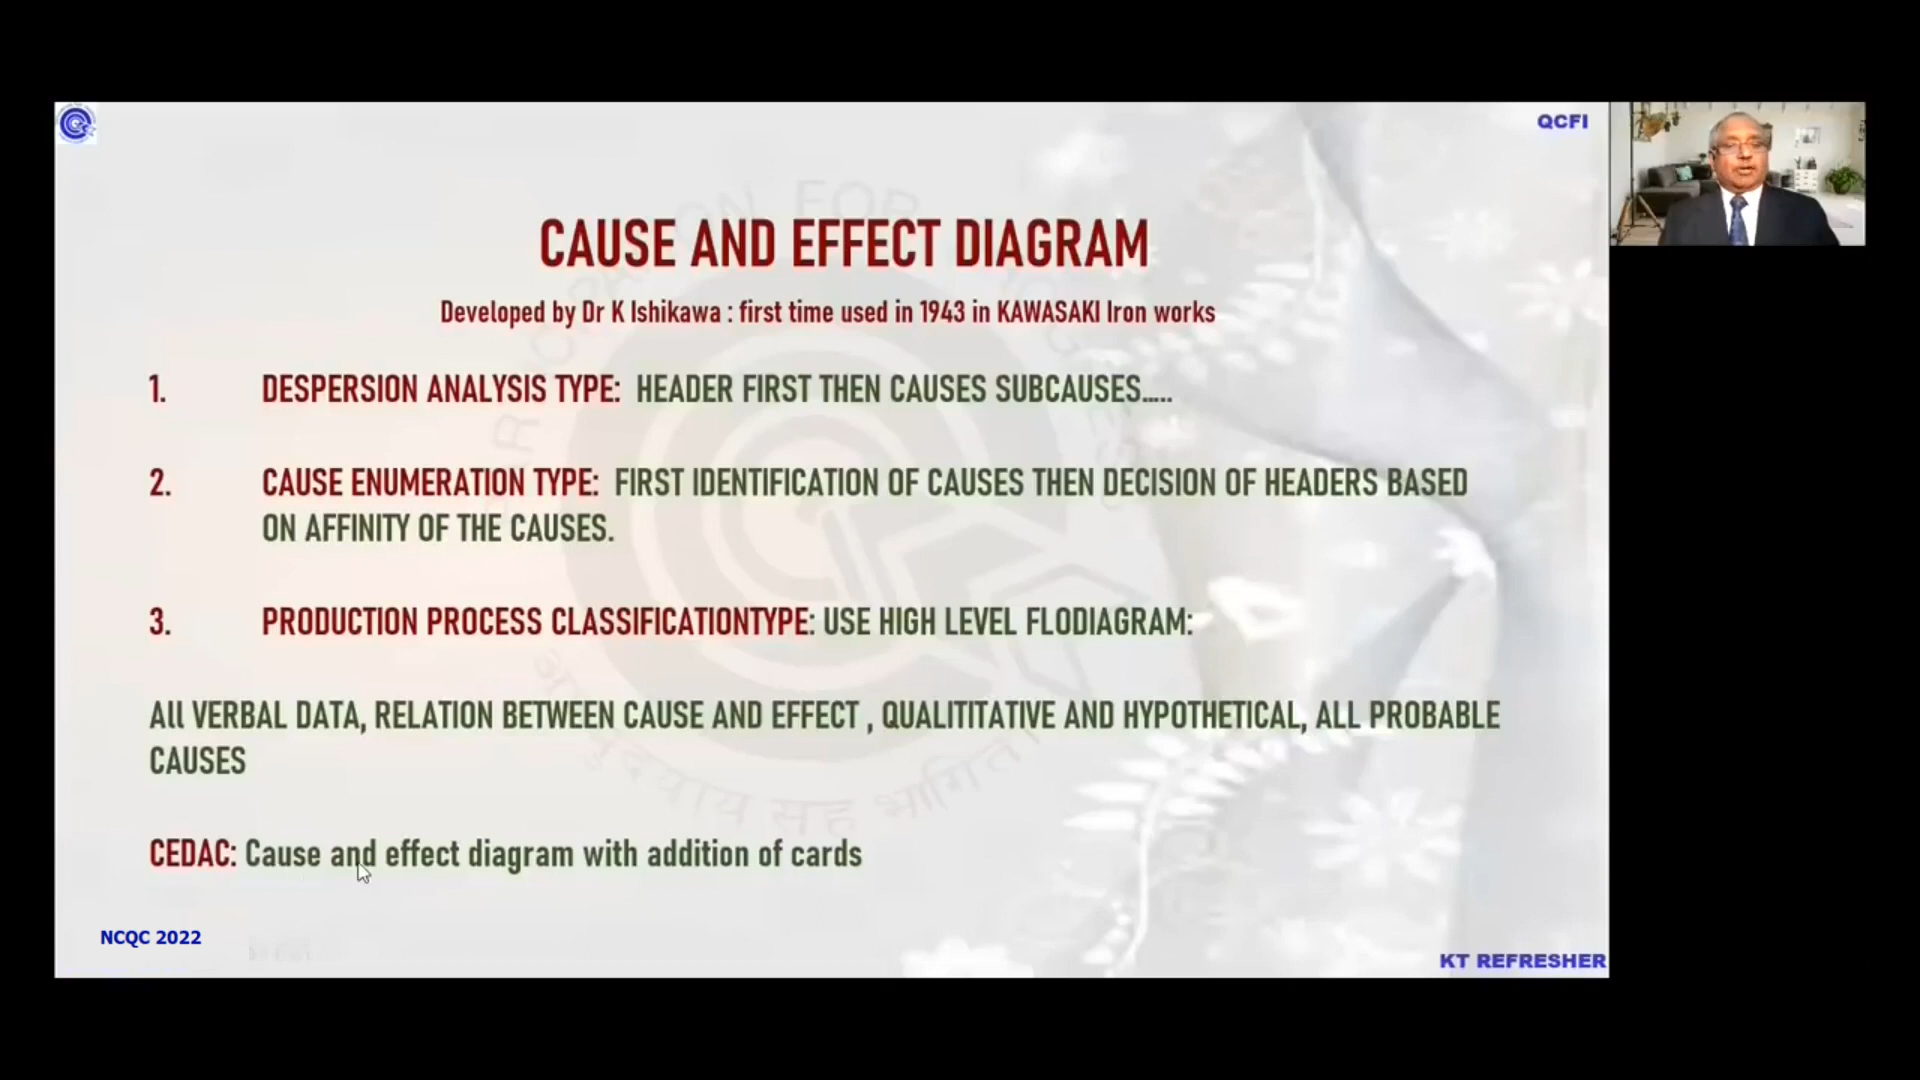 QCFI
CAUSE AND EFFECT DIAGRAM
Developed by Dr K Ishikawa : first time used in 1943 in KAWASAKI Iron works
1. DESPERSION ANALYSIS TYPE: HEADER FIRST THEN CAUSES SUBCAUSES.....
2. CAUSE ENUMERATION TYPE: FIRST IDENTIFICATION OF CAUSES THEN DECISION OF HEADERS BASED
ON AFFINITY OF THE CAUSES.
3. PRODUCTION PROCESS CLASSIFICATIONTYPE: USE HIGH LEVEL FLODIAGRAM:
All VERBAL DATA, RELATION BETWEEN CAUSE AND EFFECT , QUALITITATIVE AND HYPOTHETICAL, ALL PROBABLE
CAUSES
CEDAC: Cause and effect diagram with addition of cards
NCQC 2022
KT REFRESHER